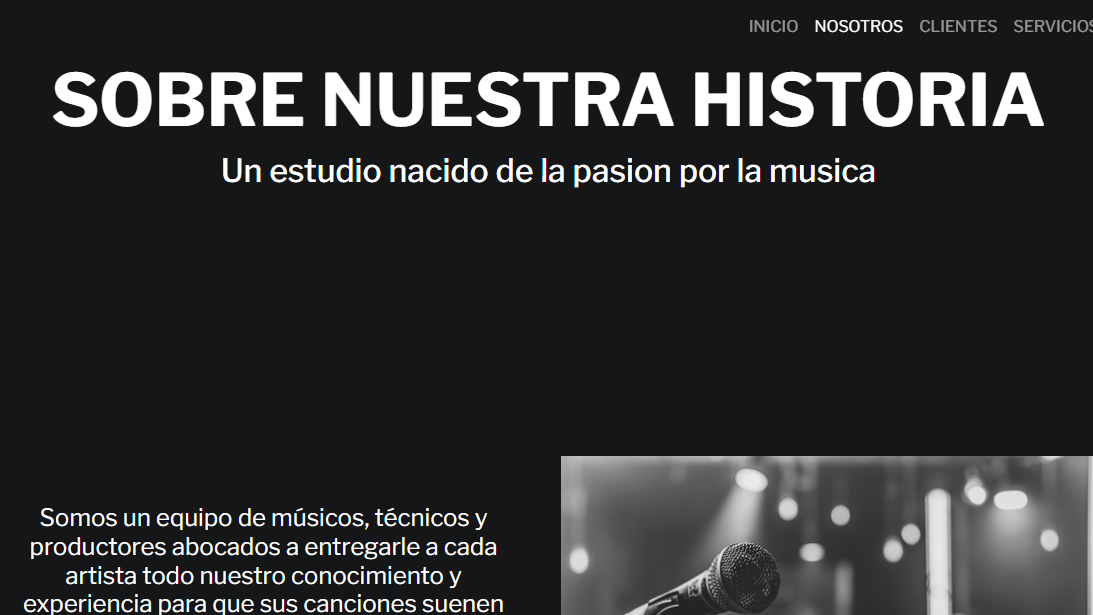 INICIO NOSOTROS CLIENTES SERVICIOS
SOBRE NUESTRA HISTORIA
Un estudio nacido de la pasion por la musica
Somos un equipo de músicos, técnicos y
productores abocados a entregarle a cada
artista todo nuestro conocimiento y
experiencia para que sus canciones suenen